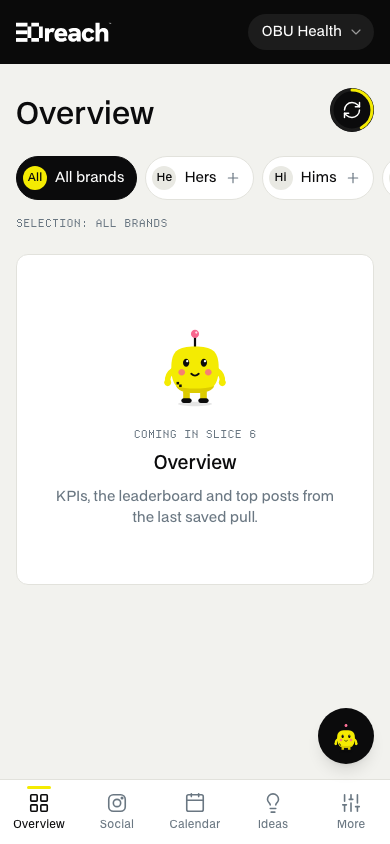 EOreach
OBU Health
Overview
All All brands
He Hers
Hi Hims
SELECTION: ALL BRANDS
COMING IN SLICE 6
Overview
KPIs, the leaderboard and top posts from
the last saved pull.
Overview
Social
Calendar
Ideas
More